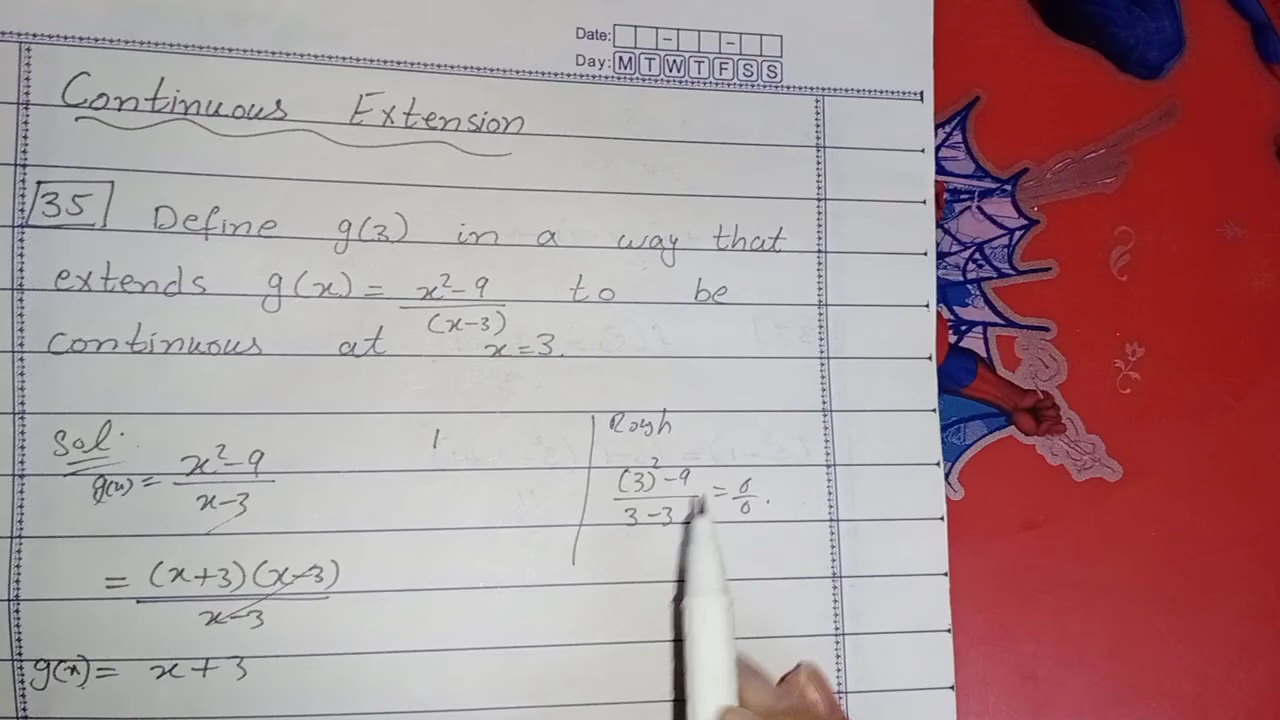 Date: - -
Day: M T W T F S S
Continuous Extension
35 Define g(3) in a way that
extends g(x) = x²-9 / (x-3) to be
continuous at x=3.
Sol.
g(x) = x²-9 / x-3
= (x+3)(x-3) / x-3
g(x) = x+3
Rough
(3)²-9 / 3-3 = 0/0.